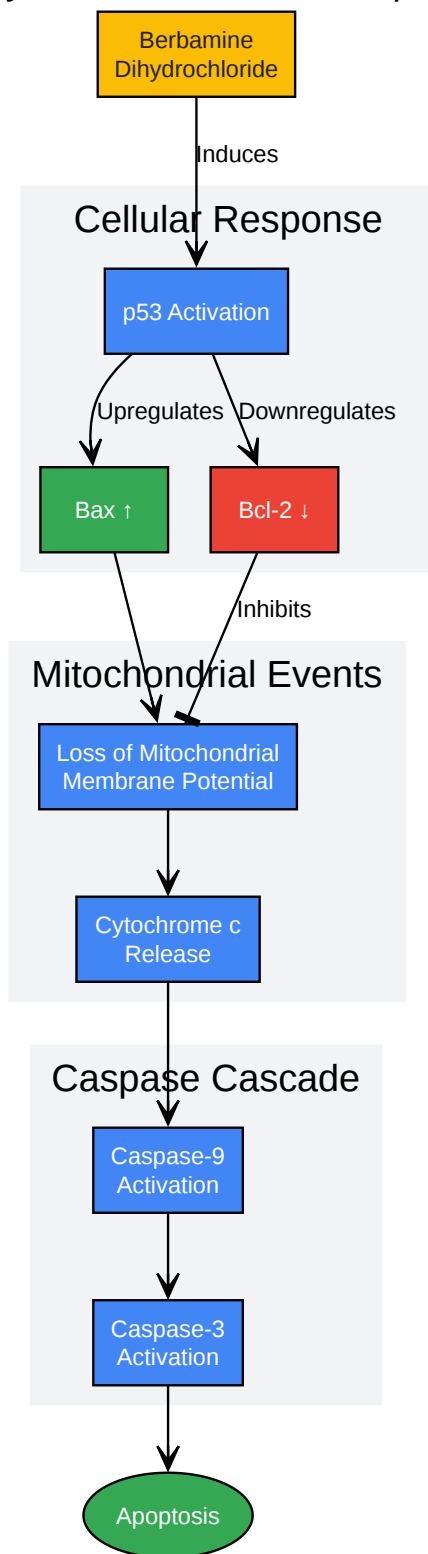 Berbamine
Dihydrochloride
Induces
Cellular Response
p53 Activation
Upregulates
Downregulates
Bax ↑
Bcl-2 ↓
Inhibits
Mitochondrial Events
Loss of Mitochondrial
Membrane Potential
Cytochrome c
Release
Caspase Cascade
Caspase-9
Activation
Caspase-3
Activation
Apoptosis